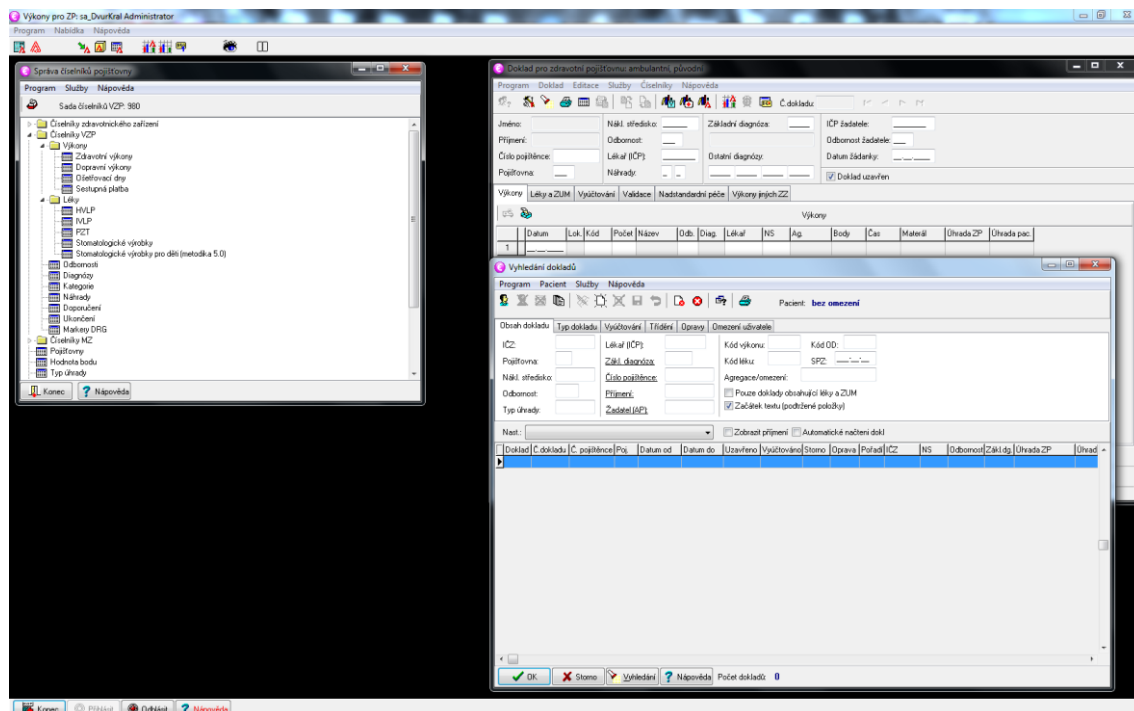 Výkony pro ZP: sa_DvurKral Administrator
Program Nabídka Nápověda
Správa číselníků pojišťovny
Program Služby Nápověda
Sada číselníků VZP: 980
Číselníky zdravotnického zařízení
Číselníky VZP
Výkony
Zdravotní výkony
Dopravní výkony
Ošetřovací dny
Sestupná platba
Léky
HVLP
IVLP
PZT
Stomatologické výrobky
Stomatologické výrobky pro děti (metodika 5.0)
Odbornosti
Diagnózy
Kategorie
Náhrady
Doporučení
Ukončení
Markery DRG
Číselníky MZ
Pojišťovny
Hodnota bodu
Typ úhrady
Konec Nápověda
Doklad pro zdravotní pojišťovnu: ambulantní, původní
Program Doklad Editace Služby Číselníky Nápověda
Č.dokladu:
Jméno: Nákl. středisko: Základní diagnóza: IČP žadatele:
Příjmení: Odbornost: Odbornost žadatele:
Číslo pojištěnce: Lékař (IČP): Ostatní diagnózy: Datum žádanky:
Pojišťovna: Náhrady: Doklad uzavřen
Výkony Léky a ZUM Vyúčtování Validace Nadstandardní péče Výkony jiných ZZ
Výkony
Datum Lok. Kód Počet Název Odb. Diag. Lékař NS Ag. Body Čas Materál Úhrada ZP Úhrada pac.
1
Vyhledání dokladů
Program Pacient Služby Nápověda
Pacient: bez omezení
Obsah dokladu Typ dokladu Vyúčtování Třídění Opravy Omezení uživatele
IČZ: Lékař (IČP): Kód výkonu: Kód OD:
Pojišťovna: Zákl. diagnóza: Kód léku: SPZ:
Nákl. středisko: Číslo pojištěnce: Agregace/omezení:
Odbornost: Příjmení: Pouze doklady obsahující léky a ZUM
Typ úhrady: Žadatel (AP): Začátek textu (podtržené položky)
Nast.: Zobrazit příjmení Automatické načtení dokl
Doklad Č.dokladu Č. pojištěnce Poj. Datum od Datum do Uzavřeno Vyúčtováno Storno Oprava Pořadí IČZ NS Odbornost Zákl.dg. Úhrada ZP Úhrad
OK Storno Vyhledání Nápověda Počet dokladů: 0
Konec Přihlásit Odhlásit Nápověda